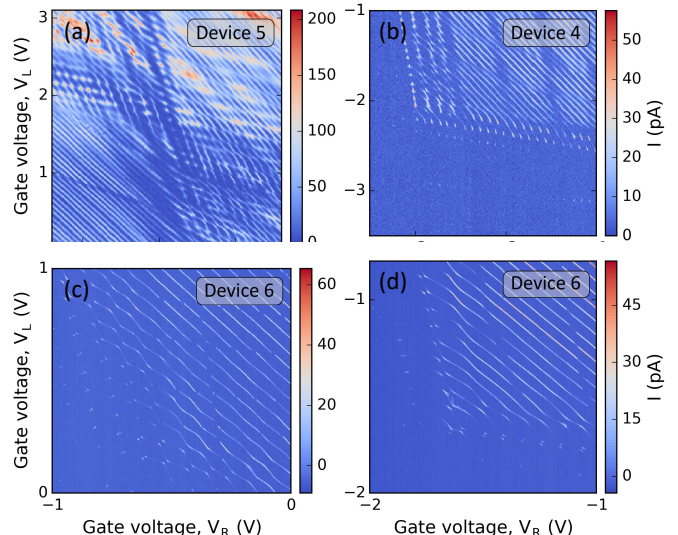 (a)
Device 5
Gate voltage, V_L (V)
3
2
1
200
150
100
50
(b)
Device 4
−1
−2
−3
I (pA)
50
40
30
20
10
0
(c)
Device 6
Gate voltage, V_L (V)
1
0
−1
0
Gate voltage, V_R (V)
60
40
20
0
(d)
Device 6
−1
−2
−2
−1
Gate voltage, V_R (V)
I (pA)
45
30
15
0